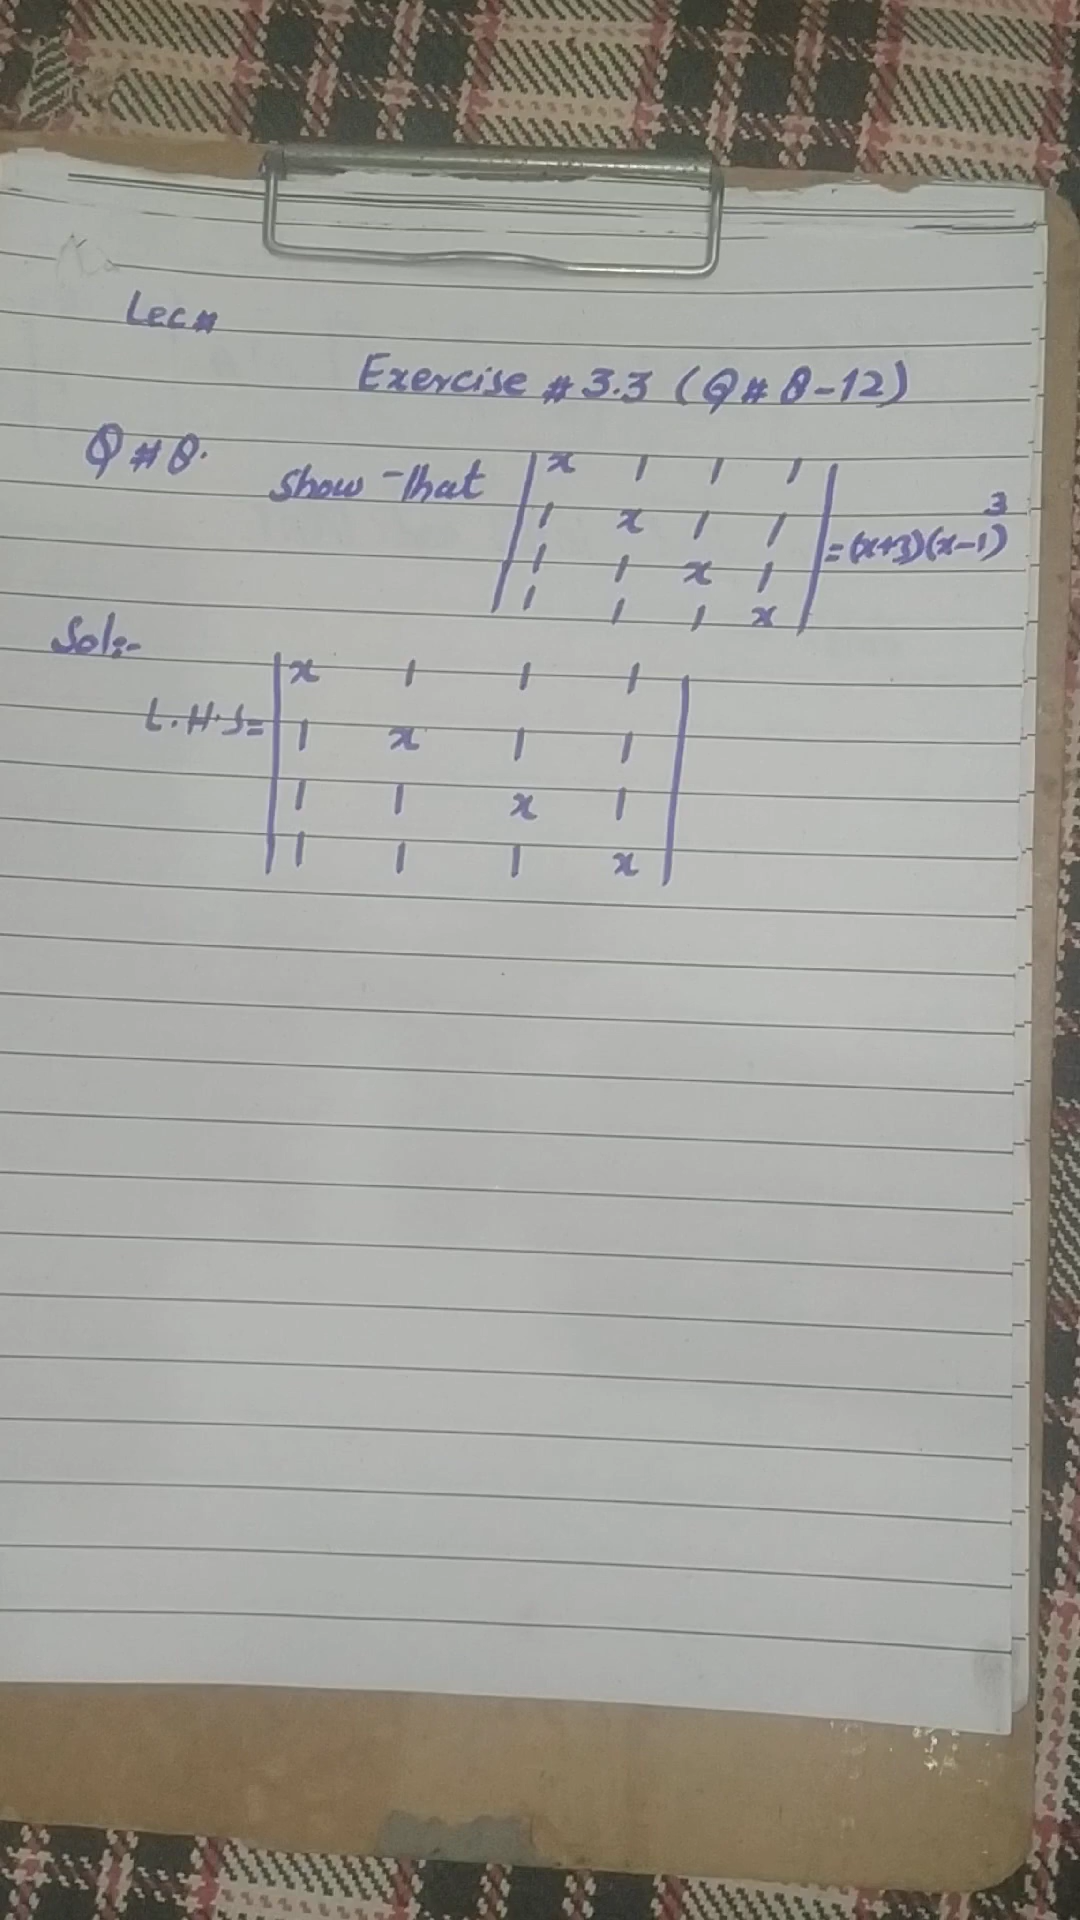 Lec #
Exercise # 3.3 (Q # 8-12)
Q # 8. Show that | x 1 1 1 |
| 1 x 1 1 | = (x+3)(x-1)³
| 1 1 x 1 |
| 1 1 1 x |
Sol:-
L.H.S = | x 1 1 1 |
| 1 x 1 1 |
| 1 1 x 1 |
| 1 1 1 x |